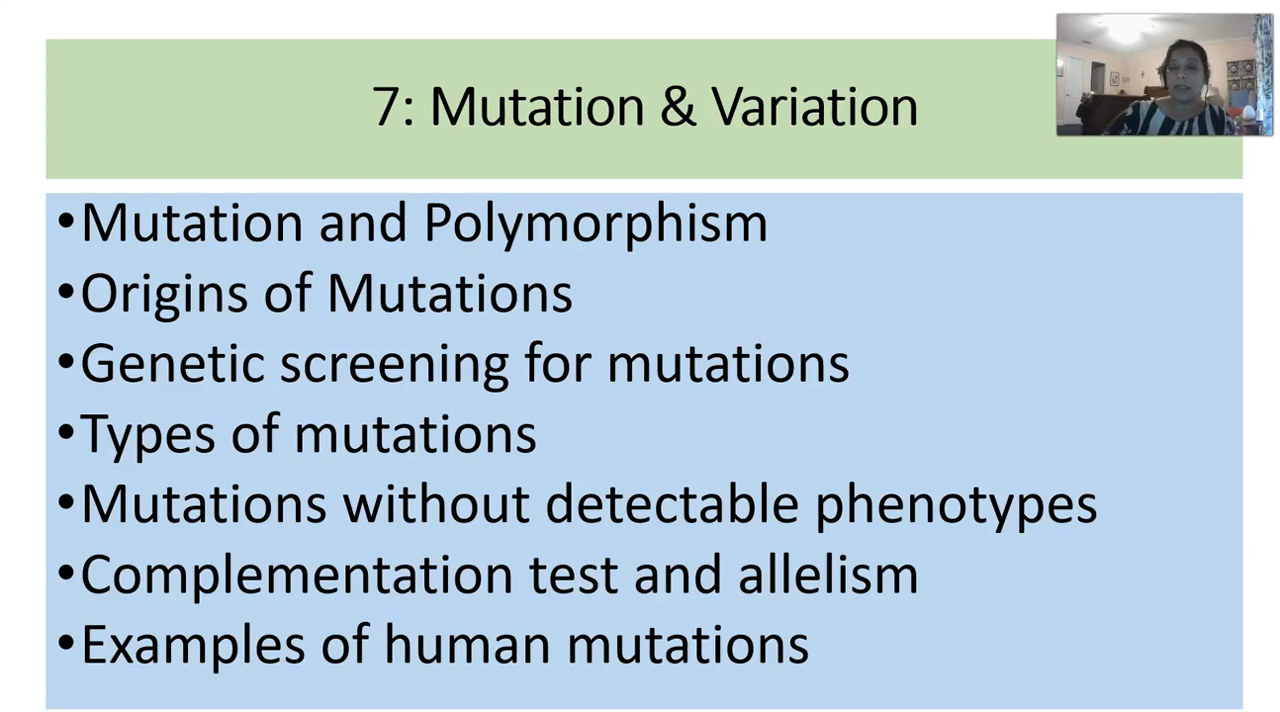 7: Mutation & Variation
•Mutation and Polymorphism
•Origins of Mutations
•Genetic screening for mutations
•Types of mutations
•Mutations without detectable phenotypes
•Complementation test and allelism
•Examples of human mutations